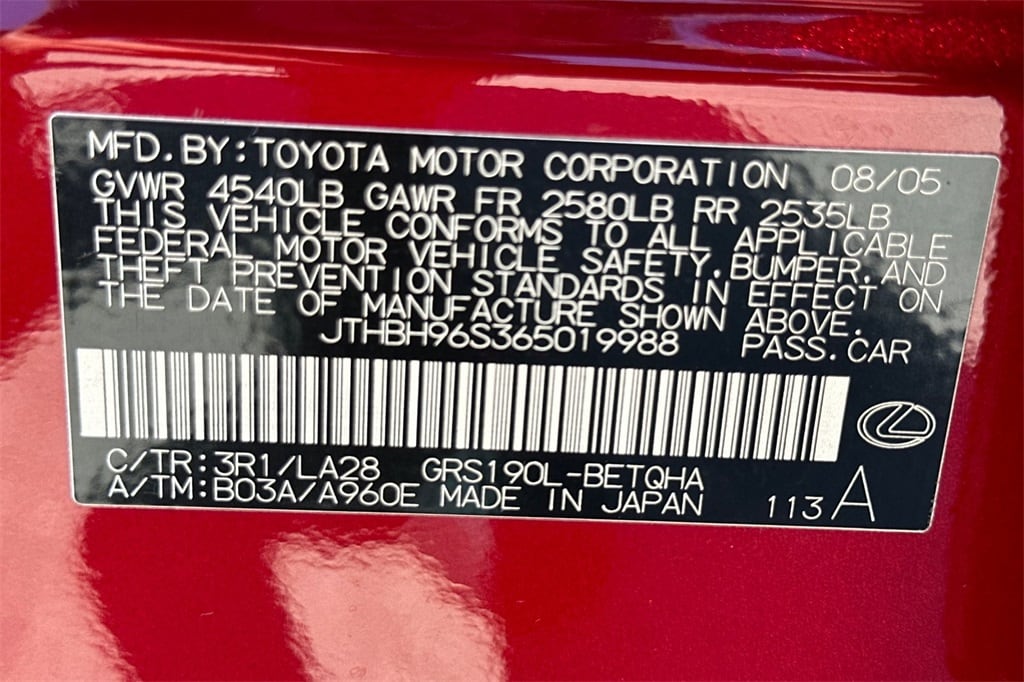 MFD.BY:TOYOTA MOTOR CORPORATION 08/05
GVWR 4540LB GAWR FR 2580LB RR 2535LB
THIS VEHICLE CONFORMS TO ALL APPLICABLE
FEDERAL MOTOR VEHICLE SAFETY,BUMPER,AND
THEFT PREVENTION STANDARDS IN EFFECT ON
THE DATE OF MANUFACTURE SHOWN ABOVE.
JTHBH96S365019988 PASS.CAR
C/TR:3R1/LA28 GRS190L-BETQHA
A/TM:B03A/A960E MADE IN JAPAN 113 A